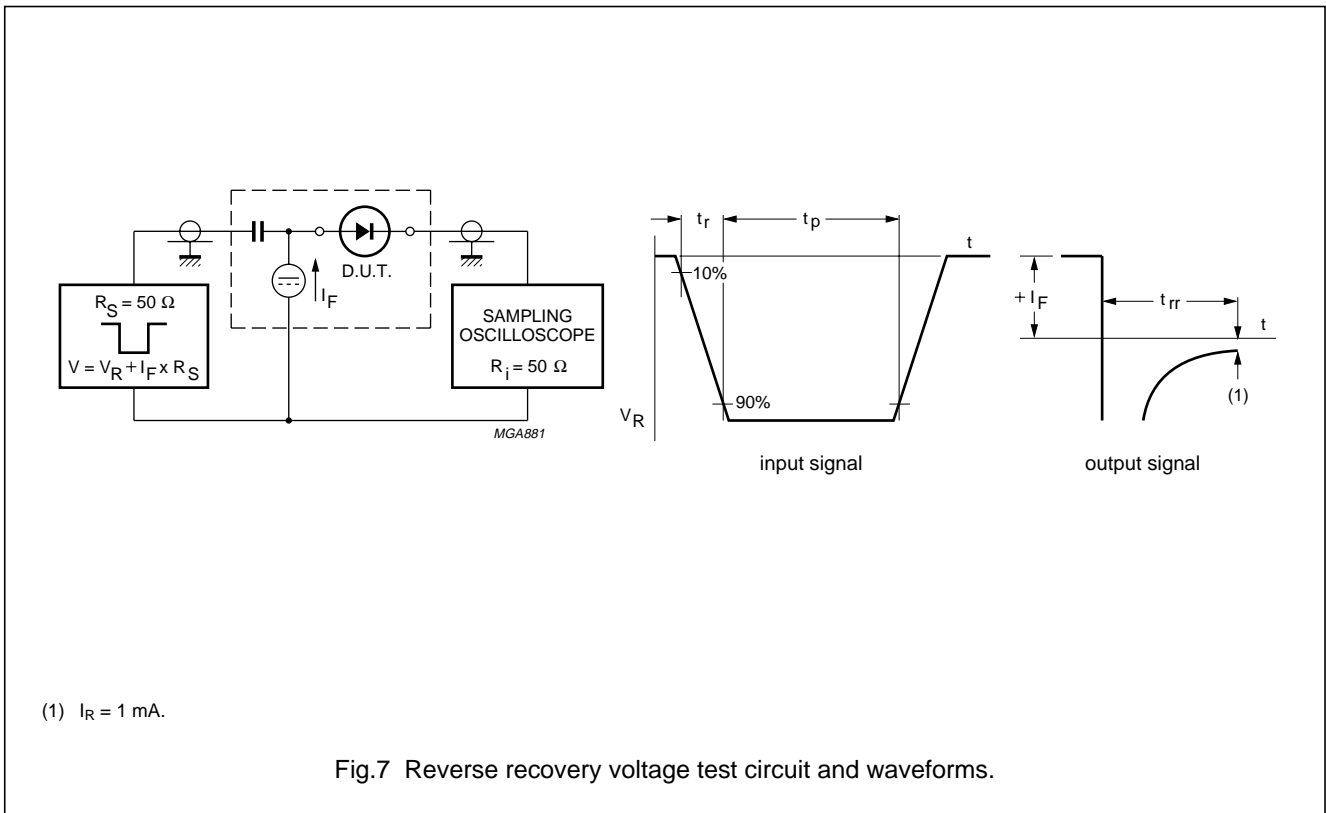 R_S = 50 Ω
V = V_R + I_F x R_S
I_F
D.U.T.
SAMPLING
OSCILLOSCOPE
R_i = 50 Ω
MGA881
t_r
t_p
t
10%
90%
V_R
input signal
+ I_F
t_rr
t
(1)
output signal
(1) I_R = 1 mA.
Fig.7 Reverse recovery voltage test circuit and waveforms.